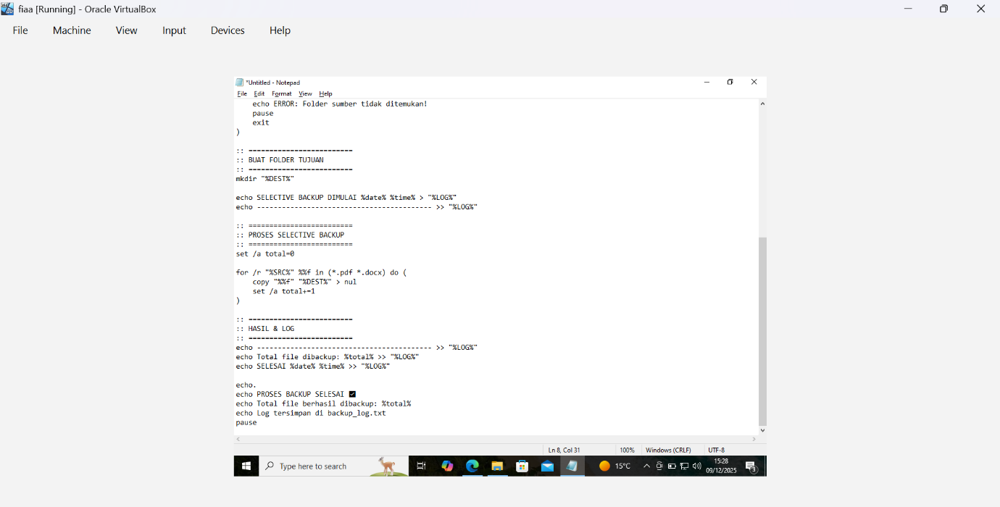 fiaa [Running] - Oracle VirtualBox
File Machine View Input Devices Help
*Untitled - Notepad
File Edit Format View Help
echo ERROR: Folder sumber tidak ditemukan!
pause
exit
)
:: =========================
:: BUAT FOLDER TUJUAN
:: =========================
mkdir "%DEST%"
echo SELECTIVE BACKUP DIMULAI %date% %time% > "%LOG%"
echo ------------------------------------------ >> "%LOG%"
:: =========================
:: PROSES SELECTIVE BACKUP
:: =========================
set /a total=0
for /r "%SRC%" %%f in (*.pdf *.docx) do (
copy "%%f" "%DEST%" > nul
set /a total+=1
)
:: =========================
:: HASIL & LOG
:: =========================
echo ------------------------------------------ >> "%LOG%"
echo Total file dibackup: %total% >> "%LOG%"
echo SELESAI %date% %time% >> "%LOG%"
echo.
echo PROSES BACKUP SELESAI ☑
echo Total file berhasil dibackup: %total%
echo Log tersimpan di backup_log.txt
pause
Ln 8, Col 31 100% Windows (CRLF) UTF-8
Type here to search 15°C 15:28
09/12/2025 3